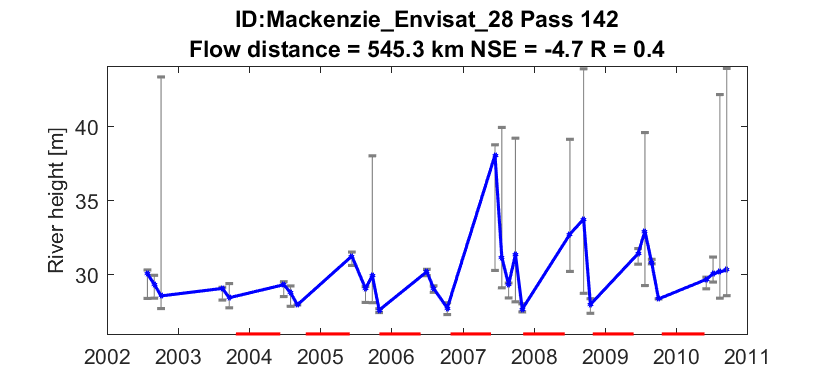 ID:Mackenzie_Envisat_28 Pass 142
Flow distance = 545.3 km NSE = -4.7 R = 0.4
River height [m]
40
35
30
2002 2003 2004 2005 2006 2007 2008 2009 2010 2011